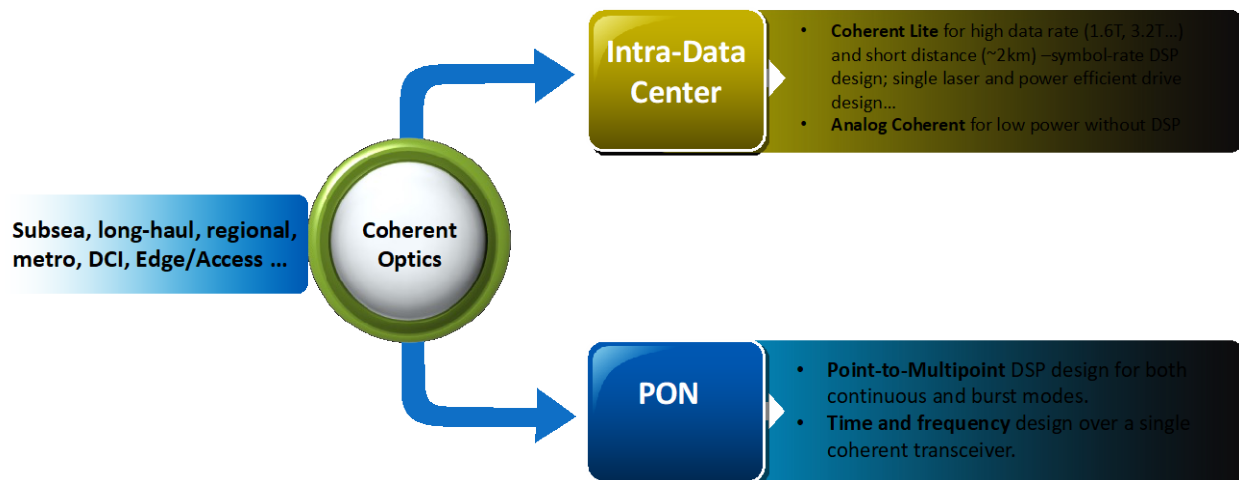 Subsea, long-haul, regional,
metro, DCI, Edge/Access ...
Coherent
Optics
Intra-Data
Center
• Coherent Lite for high data rate (1.6T, 3.2T...)
and short distance (~2km) –symbol-rate DSP
design; single laser and power efficient drive
design...
• Analog Coherent for low power without DSP
PON
• Point-to-Multipoint DSP design for both
continuous and burst modes.
• Time and frequency design over a single
coherent transceiver.